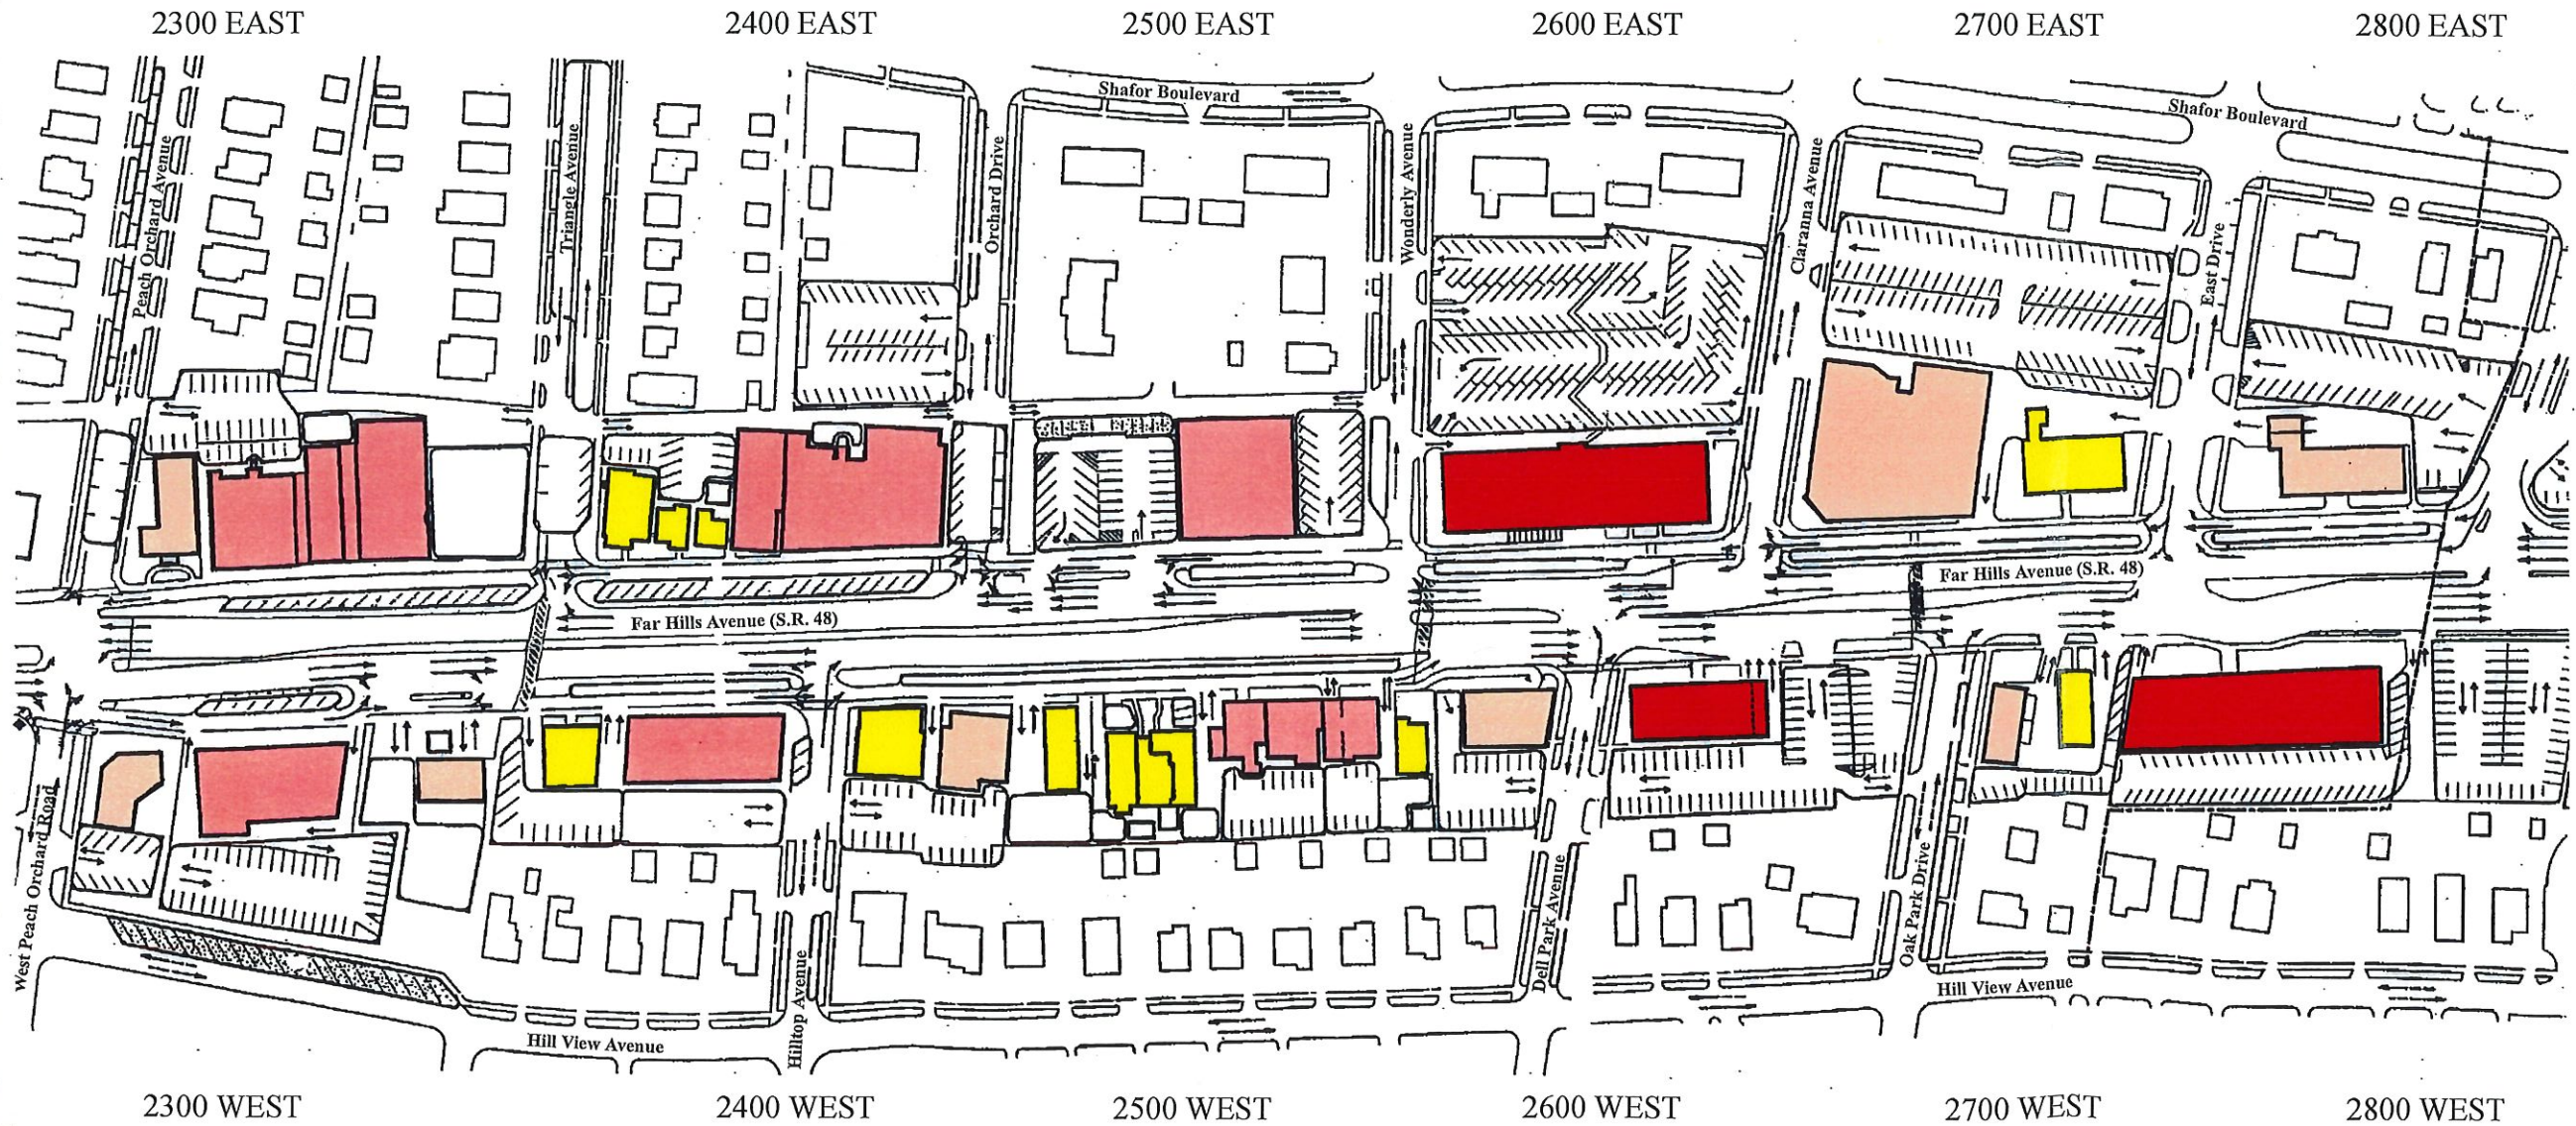 2300 EAST
2400 EAST
2500 EAST
2600 EAST
2700 EAST
2800 EAST
Shafor Boulevard
Shafor Boulevard
Peach Orchard Avenue
Triangle Avenue
Orchard Drive
Wonderly Avenue
Claranna Avenue
East Drive
Far Hills Avenue (S.R. 48)
Far Hills Avenue (S.R. 48)
West Peach Orchard Road
Hilltop Avenue
Dell Park Avenue
Oak Park Drive
Hill View Avenue
Hill View Avenue
2300 WEST
2400 WEST
2500 WEST
2600 WEST
2700 WEST
2800 WEST